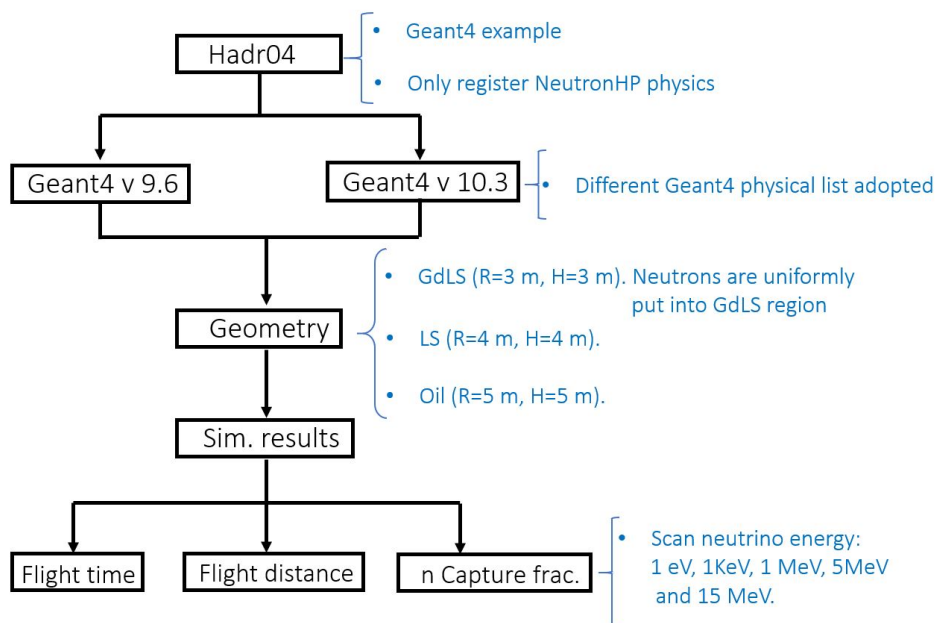 Hadr04
• Geant4 example
• Only register NeutronHP physics
Geant4 v 9.6
Geant4 v 10.3
• Different Geant4 physical list adopted
Geometry
• GdLS (R=3 m, H=3 m). Neutrons are uniformly
put into GdLS region
• LS (R=4 m, H=4 m).
• Oil (R=5 m, H=5 m).
Sim. results
Flight time
Flight distance
n Capture frac.
• Scan neutrino energy:
1 eV, 1KeV, 1 MeV, 5MeV
and 15 MeV.